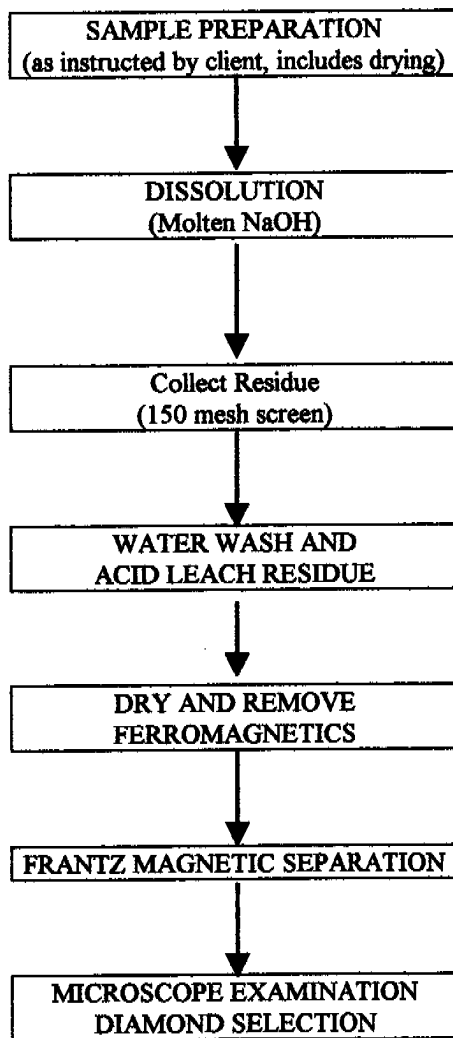 SAMPLE PREPARATION
(as instructed by client, includes drying)
DISSOLUTION
(Molten NaOH)
Collect Residue
(150 mesh screen)
WATER WASH AND
ACID LEACH RESIDUE
DRY AND REMOVE
FERROMAGNETICS
FRANTZ MAGNETIC SEPARATION
MICROSCOPE EXAMINATION
DIAMOND SELECTION